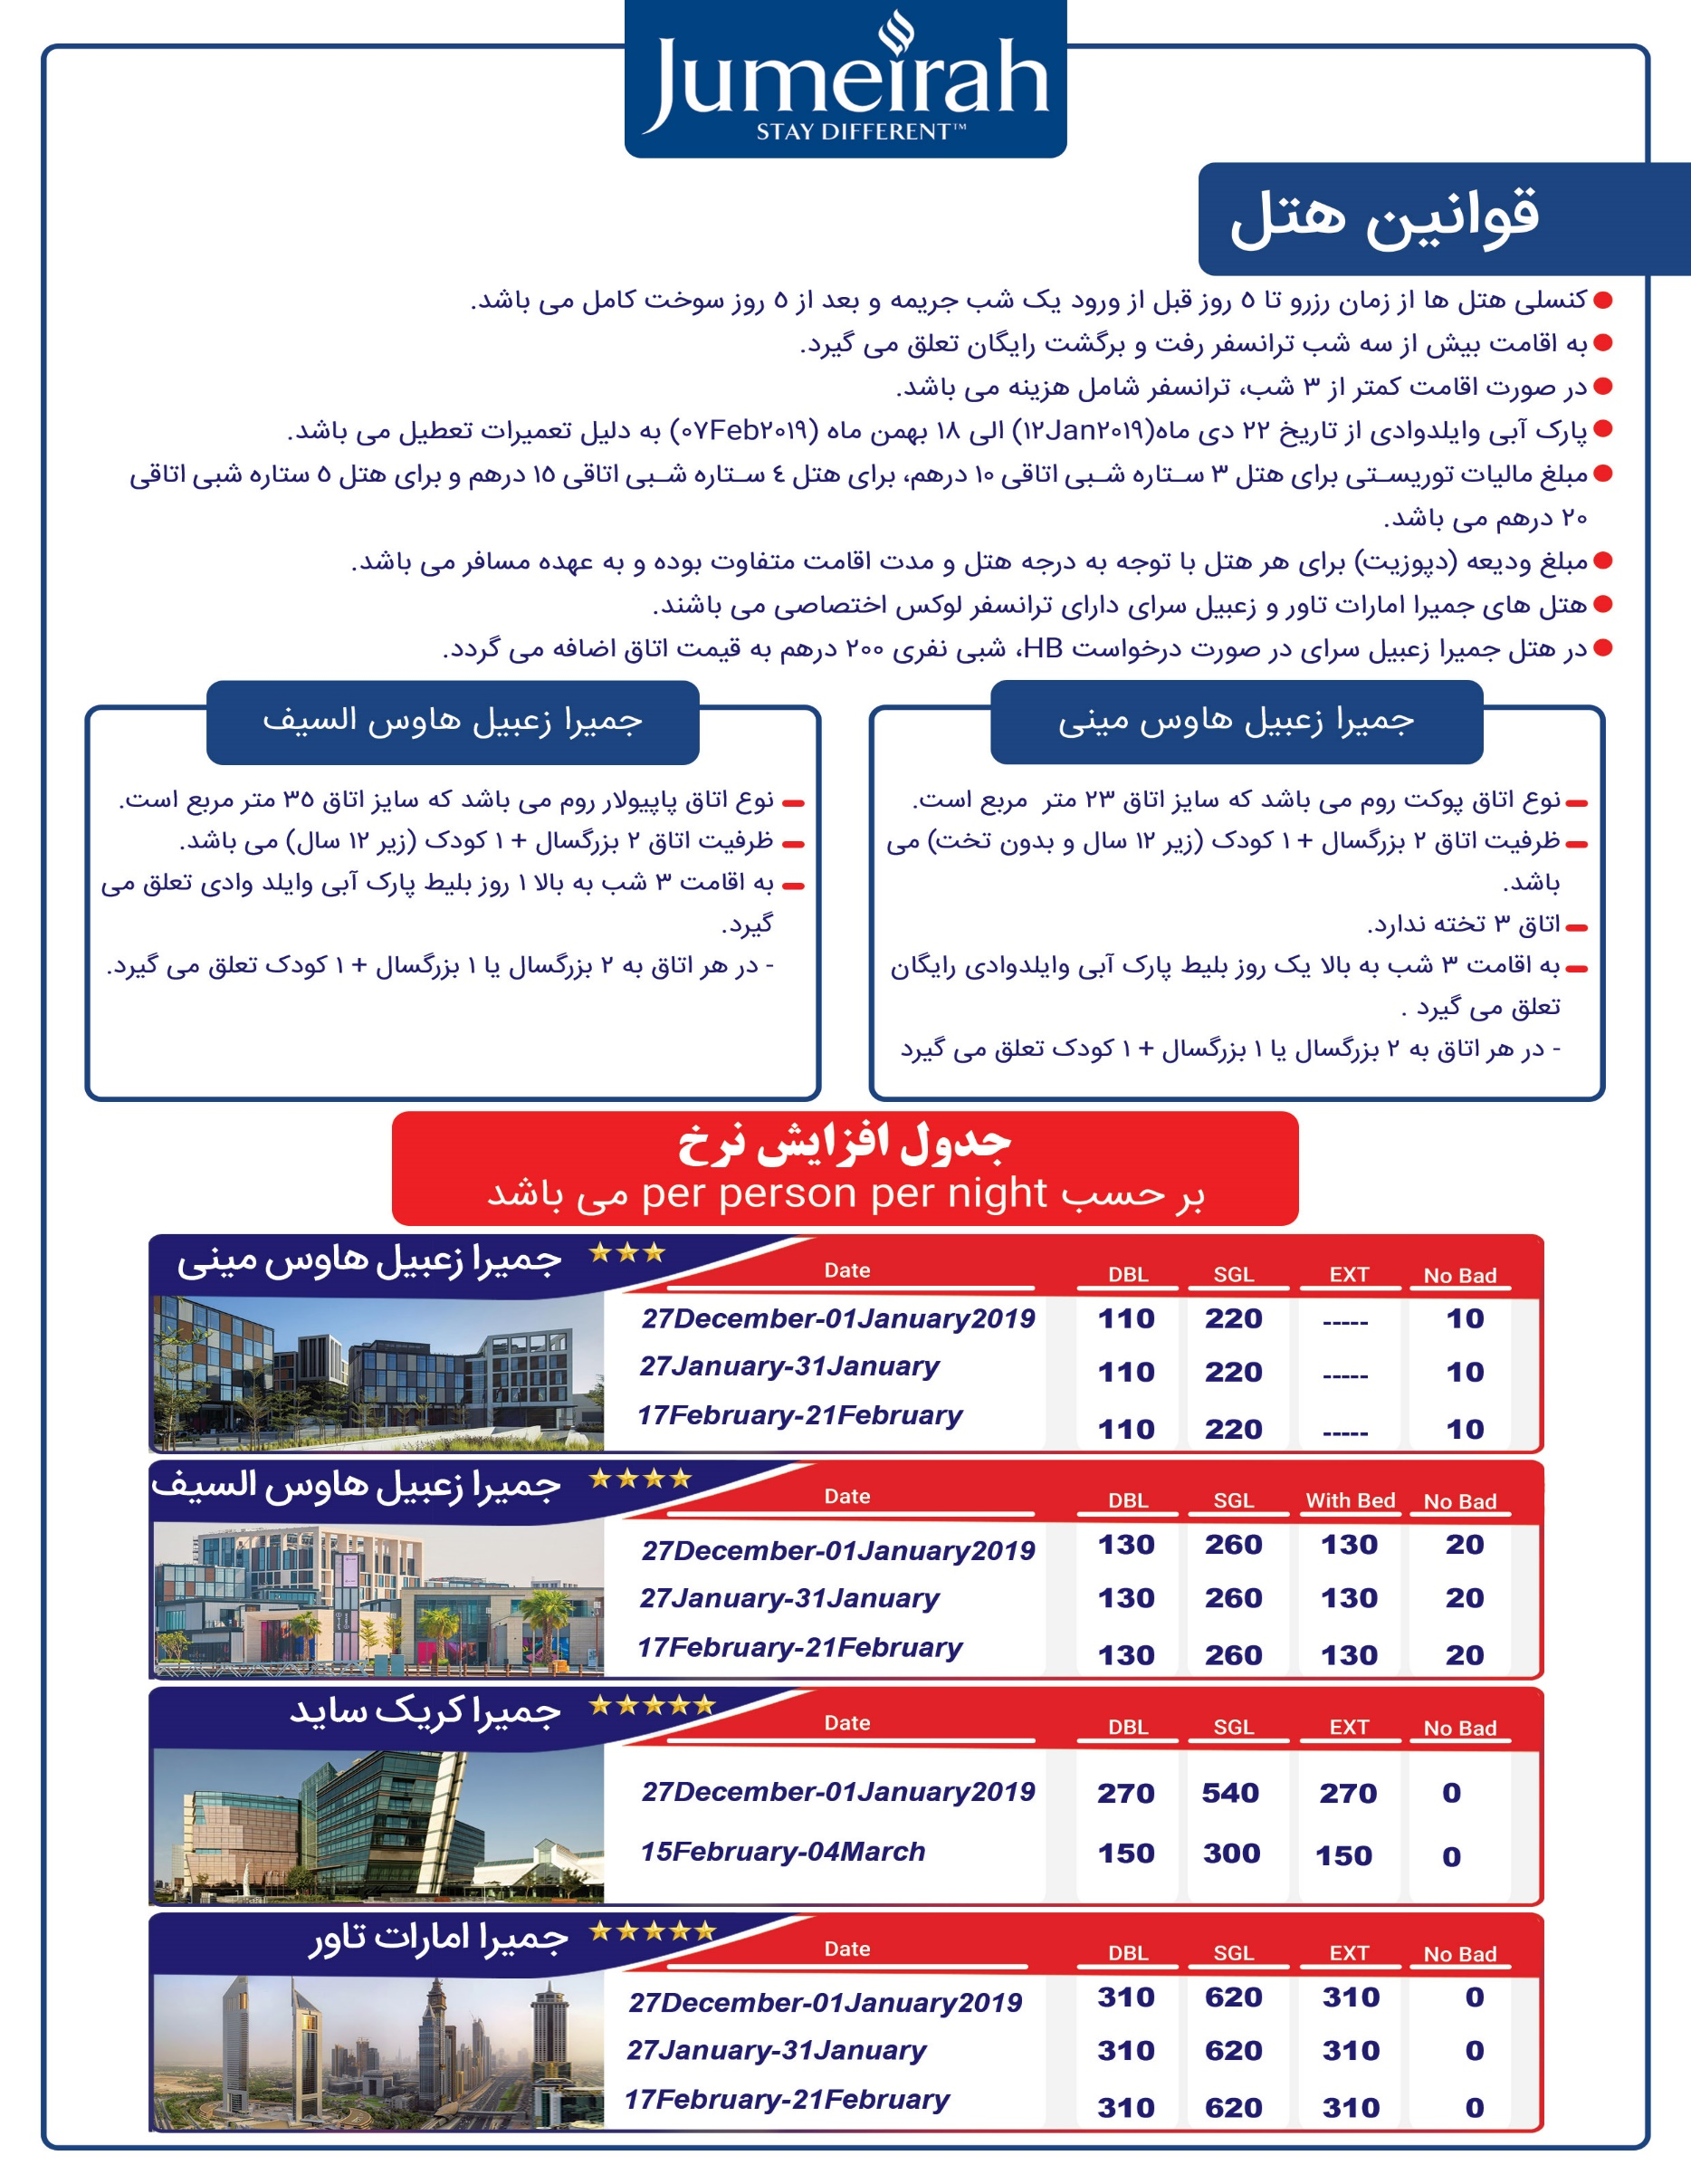 Jumeirah
STAY DIFFERENT™
قوانین هتل
کنسلی هتل ها از زمان رزرو تا ۵ روز قبل از ورود یک شب جریمه و بعد از ۵ روز سوخت کامل می باشد.
به اقامت بیش از سه شب ترانسفر رفت و برگشت رایگان تعلق می گیرد.
در صورت اقامت کمتر از ۳ شب، ترانسفر شامل هزینه می باشد.
پارک آبی وایلدوادی از تاریخ ۲۲ دی ماه(۱۲Jan۲۰۱۹) الی ۱۸ بهمن ماه (۰۷Feb۲۰۱۹) به دلیل تعمیرات تعطیل می باشد.
مبلغ مالیات توریستی برای هتل ۳ ستاره شبی اتاقی ۱۰ درهم، برای هتل ٤ ستاره شبی اتاقی ۱۵ درهم و برای هتل ۵ ستاره شبی اتاقی
۲۰ درهم می باشد.
مبلغ ودیعه (دپوزیت) برای هر هتل با توجه به درجه هتل و مدت اقامت متفاوت بوده و به عهده مسافر می باشد.
هتل های جمیرا امارات تاور و زعبیل سرای دارای ترانسفر لوکس اختصاصی می باشند.
در هتل جمیرا زعبیل سرای در صورت درخواست HB، شبی نفری ۲۰۰ درهم به قیمت اتاق اضافه می گردد.
جمیرا زعبیل هاوس مینی
نوع اتاق پوکت روم می باشد که سایز اتاق ۲۳ متر مربع است.
ظرفیت اتاق ۲ بزرگسال + ۱ کودک (زیر ۱۲ سال و بدون تخت) می
باشد.
اتاق ۳ تخته ندارد.
به اقامت ۳ شب به بالا یک روز بلیط پارک آبی وایلدوادی رایگان
تعلق می گیرد .
- در هر اتاق به ۲ بزرگسال یا ۱ بزرگسال + ۱ کودک تعلق می گیرد
جمیرا زعبیل هاوس السیف
نوع اتاق پاپیولار روم می باشد که سایز اتاق ۳۵ متر مربع است.
ظرفیت اتاق ۲ بزرگسال + ۱ کودک (زیر ۱۲ سال) می باشد.
به اقامت ۳ شب به بالا ۱ روز بلیط پارک آبی وایلد وادی تعلق می
گیرد.
- در هر اتاق به ۲ بزرگسال یا ۱ بزرگسال + ۱ کودک تعلق می گیرد.
جدول افزایش نرخ
بر حسب per person per night می باشد
جمیرا زعبیل هاوس مینی
Date DBL SGL EXT No Bad
27December-01January2019 110 220 ----- 10
27January-31January 110 220 ----- 10
17February-21February 110 220 ----- 10
جمیرا زعبیل هاوس السیف
Date DBL SGL With Bed No Bad
27December-01January2019 130 260 130 20
27January-31January 130 260 130 20
17February-21February 130 260 130 20
جمیرا کریک ساید
Date DBL SGL EXT No Bad
27December-01January2019 270 540 270 0
15February-04March 150 300 150 0
جمیرا امارات تاور
Date DBL SGL EXT No Bad
27December-01January2019 310 620 310 0
27January-31January 310 620 310 0
17February-21February 310 620 310 0